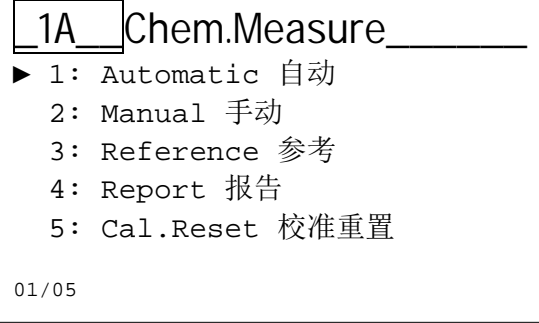 _1A__Chem.Measure______
► 1: Automatic 自动
2: Manual 手动
3: Reference 参考
4: Report 报告
5: Cal.Reset 校准重置
01/05